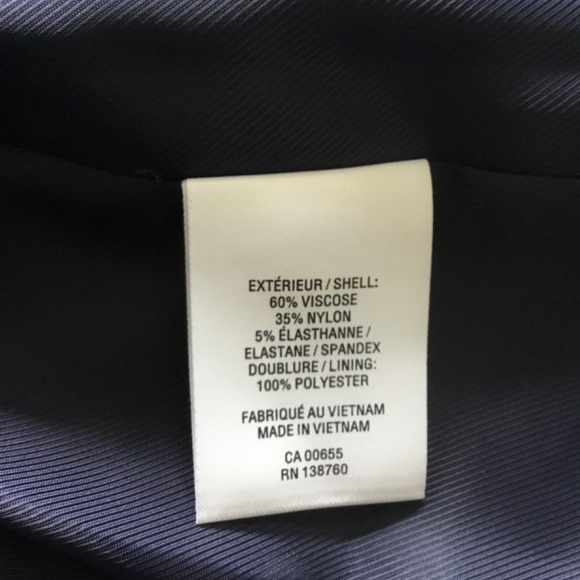 EXTÉRIEUR / SHELL:
60% VISCOSE
35% NYLON
5% ÉLASTHANNE /
ELASTANE / SPANDEX
DOUBLURE / LINING:
100% POLYESTER
FABRIQUÉ AU VIETNAM
MADE IN VIETNAM
CA 00655
RN 138760